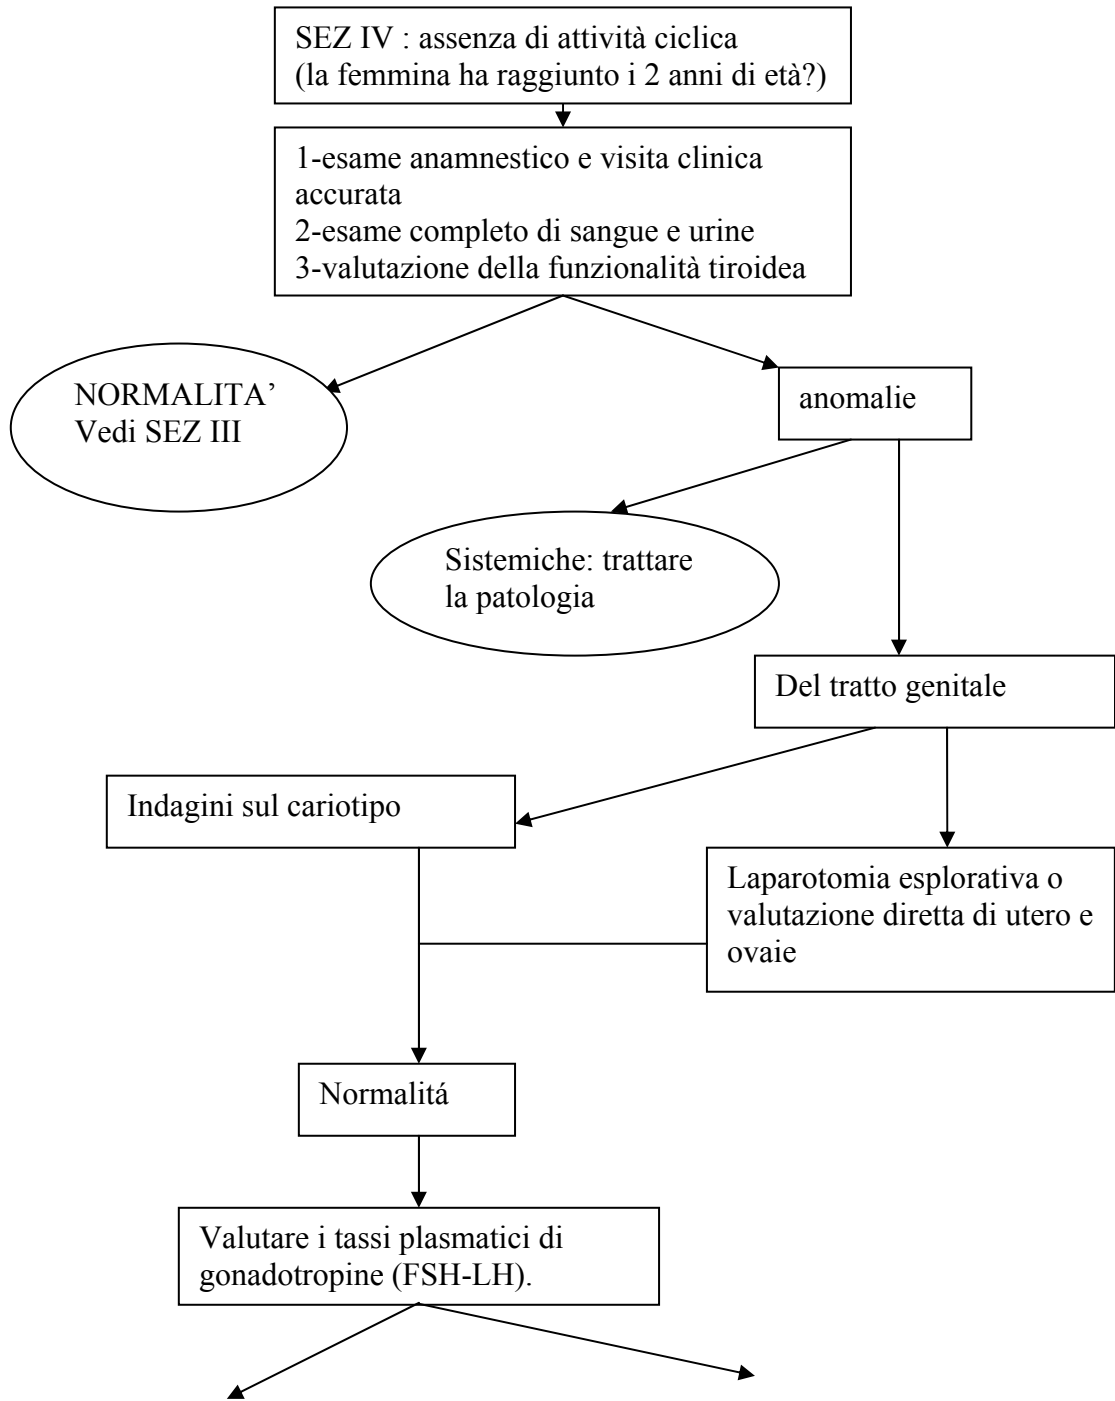 SEZ IV : assenza di attività ciclica
(la femmina ha raggiunto i 2 anni di età?)
1-esame anamnestico e visita clinica
accurata
2-esame completo di sangue e urine
3-valutazione della funzionalità tiroidea
NORMALITA’
Vedi SEZ III
anomalie
Sistemiche: trattare
la patologia
Del tratto genitale
Indagini sul cariotipo
Laparotomia esplorativa o
valutazione diretta di utero e
ovaie
Normalitá
Valutare i tassi plasmatici di
gonadotropine (FSH-LH).